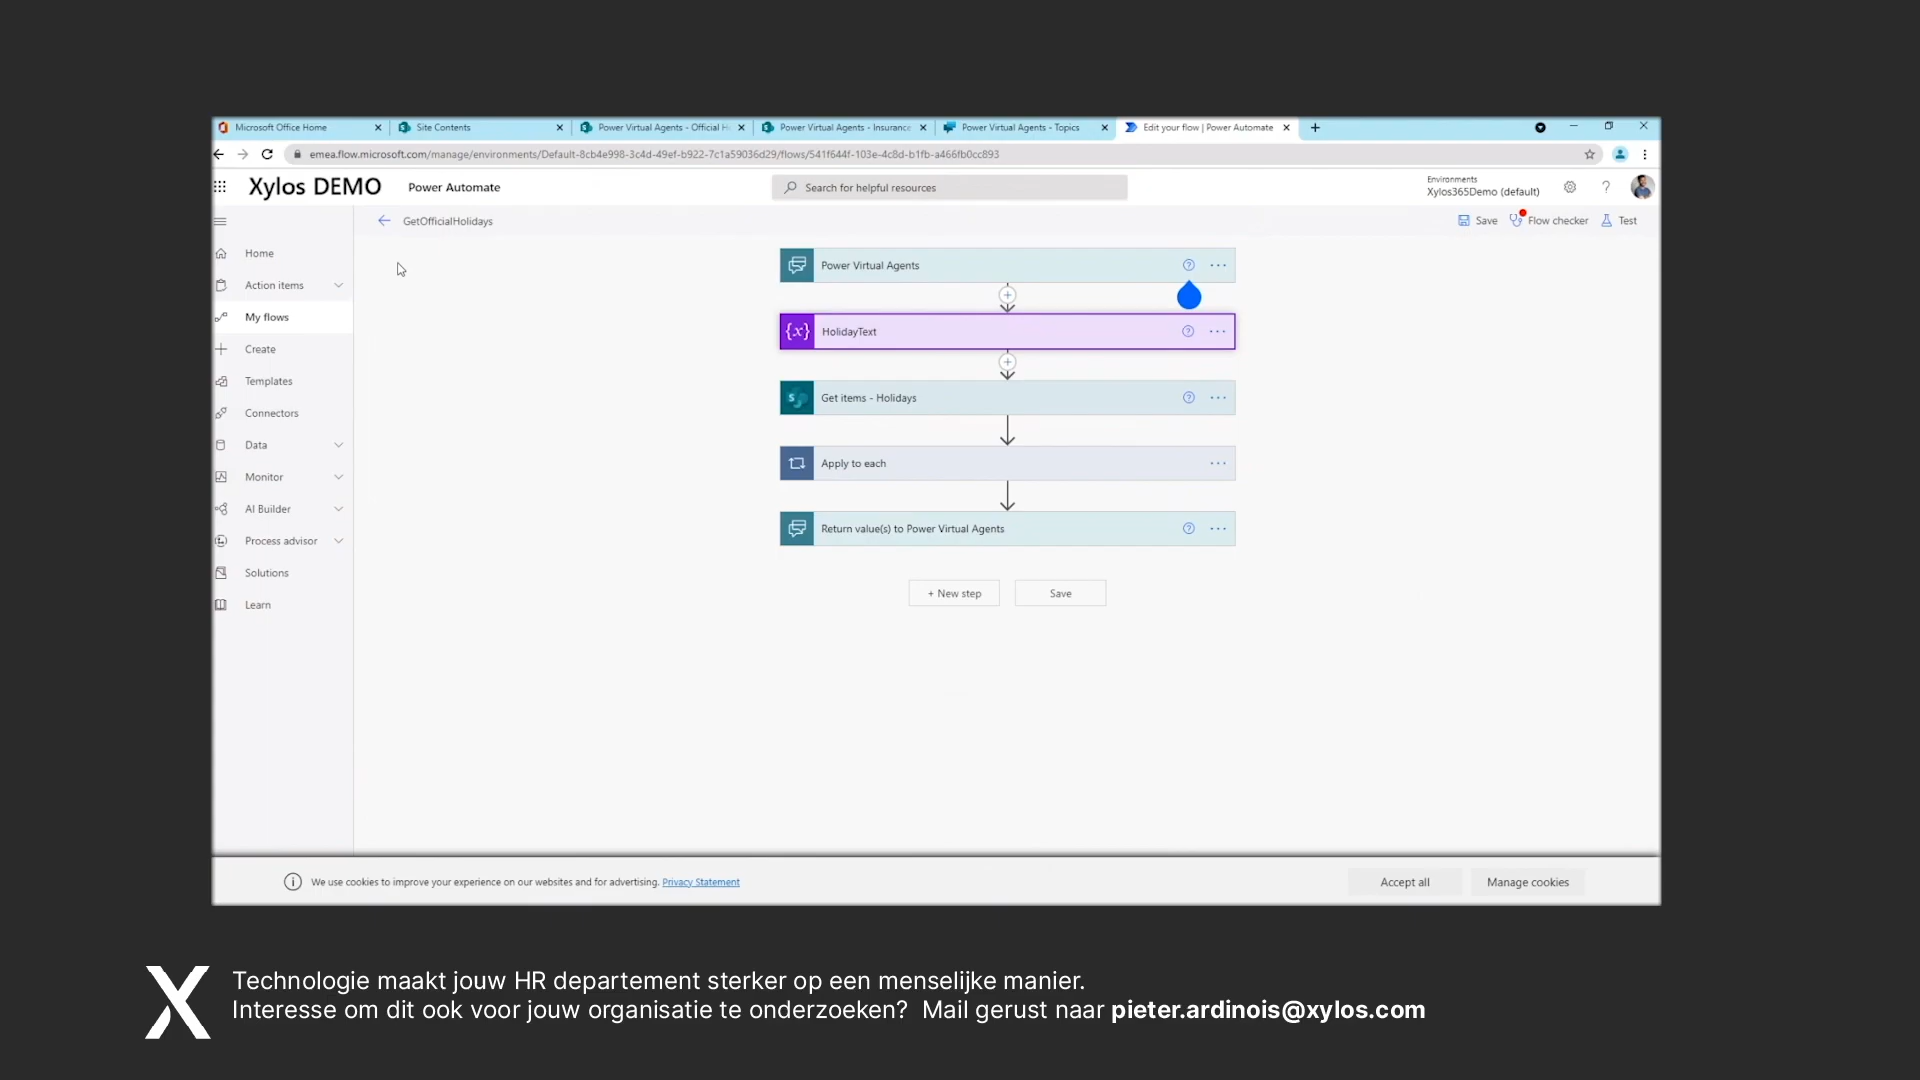 Microsoft Office Home
Site Contents
Power Virtual Agents - Official H
Power Virtual Agents - Insurance
Power Virtual Agents - Topics
Edit your flow | Power Automate
emea.flow.microsoft.com/manage/environments/Default-8cb4e998-3c4d-49ef-b922-7c1a59036d29/flows/541f644f-103e-4c8d-b1fb-a466fb0cc893
Xylos DEMO
Power Automate
Search for helpful resources
Environments
Xylos365Demo (default)
GetOfficialHolidays
Save
Flow checker
Test
Home
Action items
My flows
Create
Templates
Connectors
Data
Monitor
AI Builder
Process advisor
Solutions
Learn
Power Virtual Agents
{x} HolidayText
Get items - Holidays
Apply to each
Return value(s) to Power Virtual Agents
+ New step
Save
We use cookies to improve your experience on our websites and for advertising. Privacy Statement
Accept all
Manage cookies
X
Technologie maakt jouw HR departement sterker op een menselijke manier.
Interesse om dit ook voor jouw organisatie te onderzoeken? Mail gerust naar pieter.ardinois@xylos.com